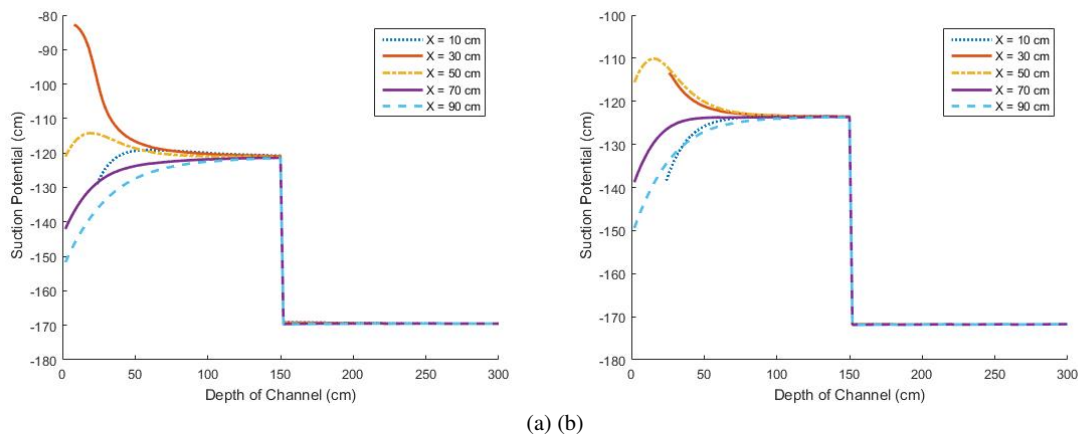 -80
-90
-100
-110
-120
-130
-140
-150
-160
-170
-180
Suction Potential (cm)
0 50 100 150 200 250 300
Depth of Channel (cm)
X = 10 cm
X = 30 cm
X = 50 cm
X = 70 cm
X = 90 cm
-100
-110
-120
-130
-140
-150
-160
-170
-180
Suction Potential (cm)
0 50 100 150 200 250 300
Depth of Channel (cm)
X = 10 cm
X = 30 cm
X = 50 cm
X = 70 cm
X = 90 cm
(a) (b)